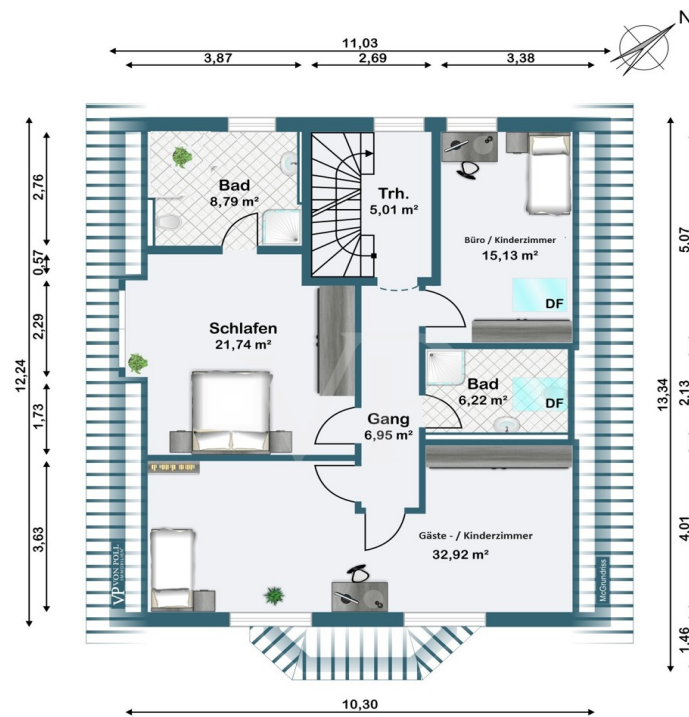 N
11,03
3,87
2,69
3,38
2,76
0,57
2,29
1,73
3,63
12,24
5,07
2,13
4,01
1,46
13,34
Bad
8,79 m²
Trh.
5,01 m²
Büro / Kinderzimmer
15,13 m²
DF
Schlafen
21,74 m²
Bad
6,22 m²
DF
Gang
6,95 m²
Gäste - / Kinderzimmer
32,92 m²
VP VON POLL
IMMOBILIEN
McGrundriss
10,30